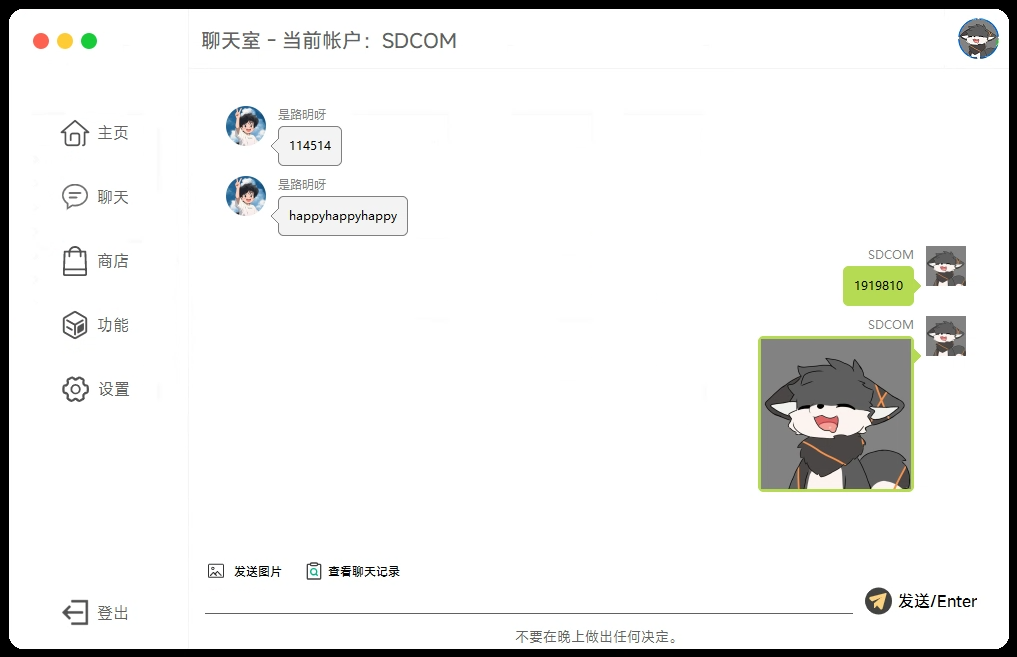 聊天室 - 当前帐户：SDCOM
主页
聊天
商店
功能
设置
登出
是路明呀
114514
是路明呀
happyhappyhappy
SDCOM
1919810
SDCOM
发送图片 查看聊天记录
发送/Enter
不要在晚上做出任何决定。